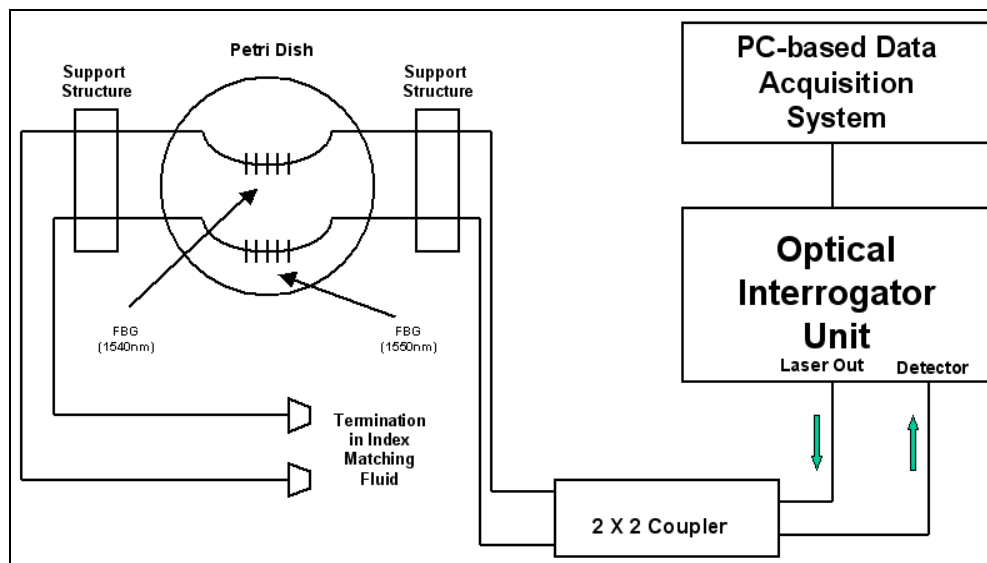 Petri Dish
Support
Structure
Support
Structure
PC-based Data
Acquisition
System
Optical
Interrogator
Unit
Laser Out
Detector
FBG
(1540nm)
FBG
(1550nm)
Termination
in Index
Matching
Fluid
2 X 2 Coupler